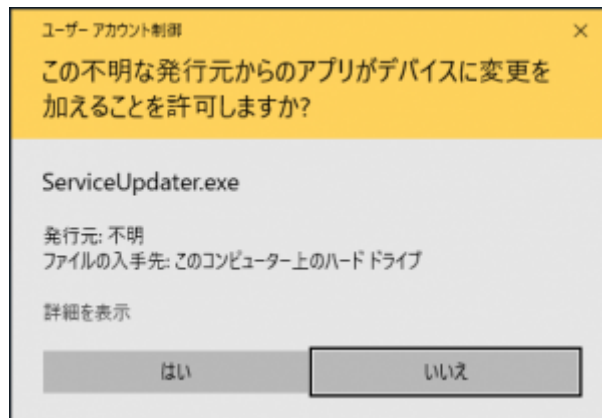 ユーザー アカウント制御
この不明な発行元からのアプリがデバイスに変更を
加えることを許可しますか?
ServiceUpdater.exe
発行元: 不明
ファイルの入手先: このコンピューター上のハード ドライブ
詳細を表示
はい
いいえ